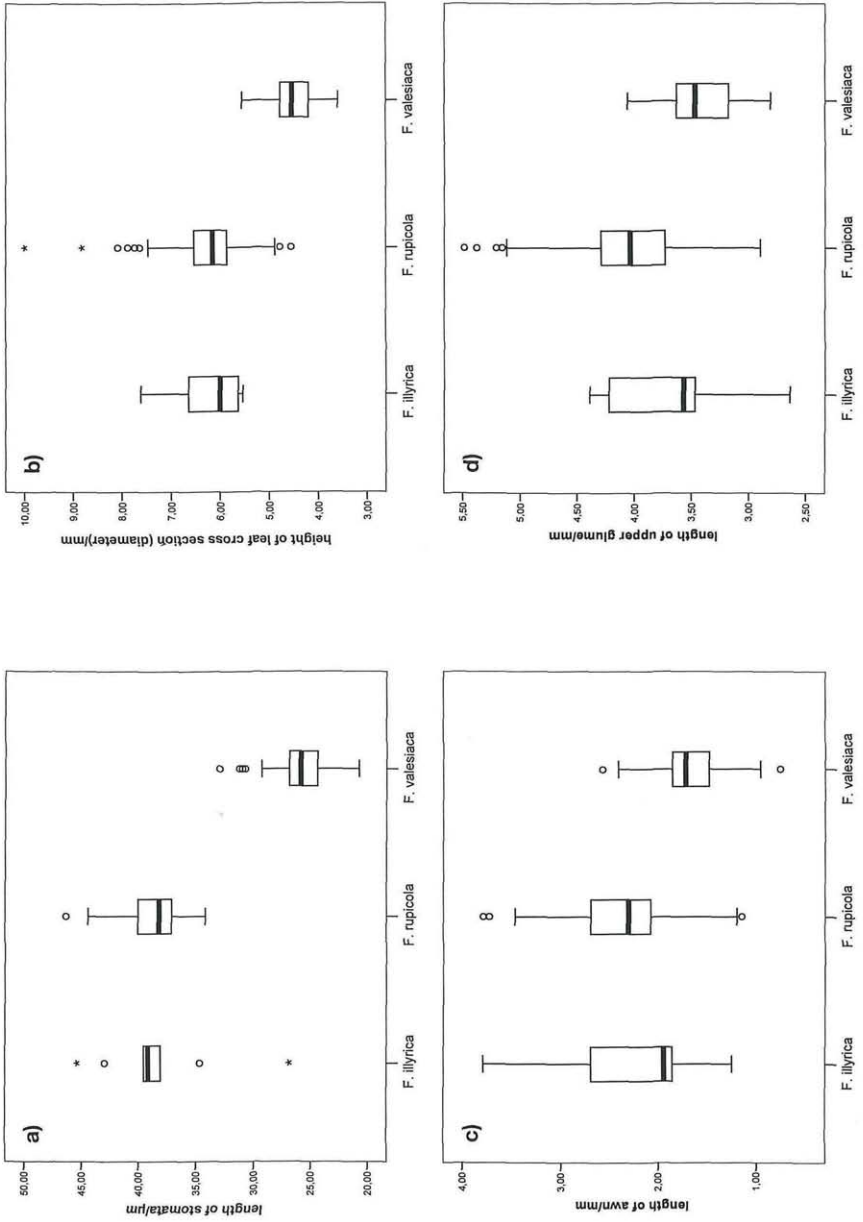 a)
length of stomata/µm
50,00
45,00
40,00
35,00
30,00
25,00
20,00
F. illyrica
F. rupicola
F. valesiaca
b)
height of leaf cross section (diameter)/mm
10,00
9,00
8,00
7,00
6,00
5,00
4,00
3,00
F. illyrica
F. rupicola
F. valesiaca
c)
length of awn/mm
4,00
3,00
2,00
1,00
F. illyrica
F. rupicola
F. valesiaca
d)
length of upper glume/mm
5,50
5,00
4,50
4,00
3,50
3,00
2,50
F. illyrica
F. rupicola
F. valesiaca